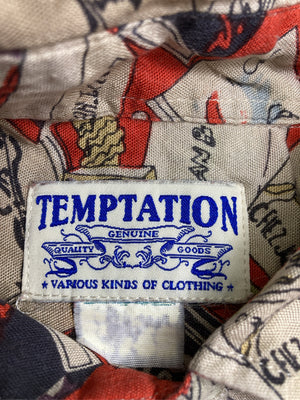 TEMPTATION
GENUINE
QUALITY GOODS
★ VARIOUS KINDS OF CLOTHING ★